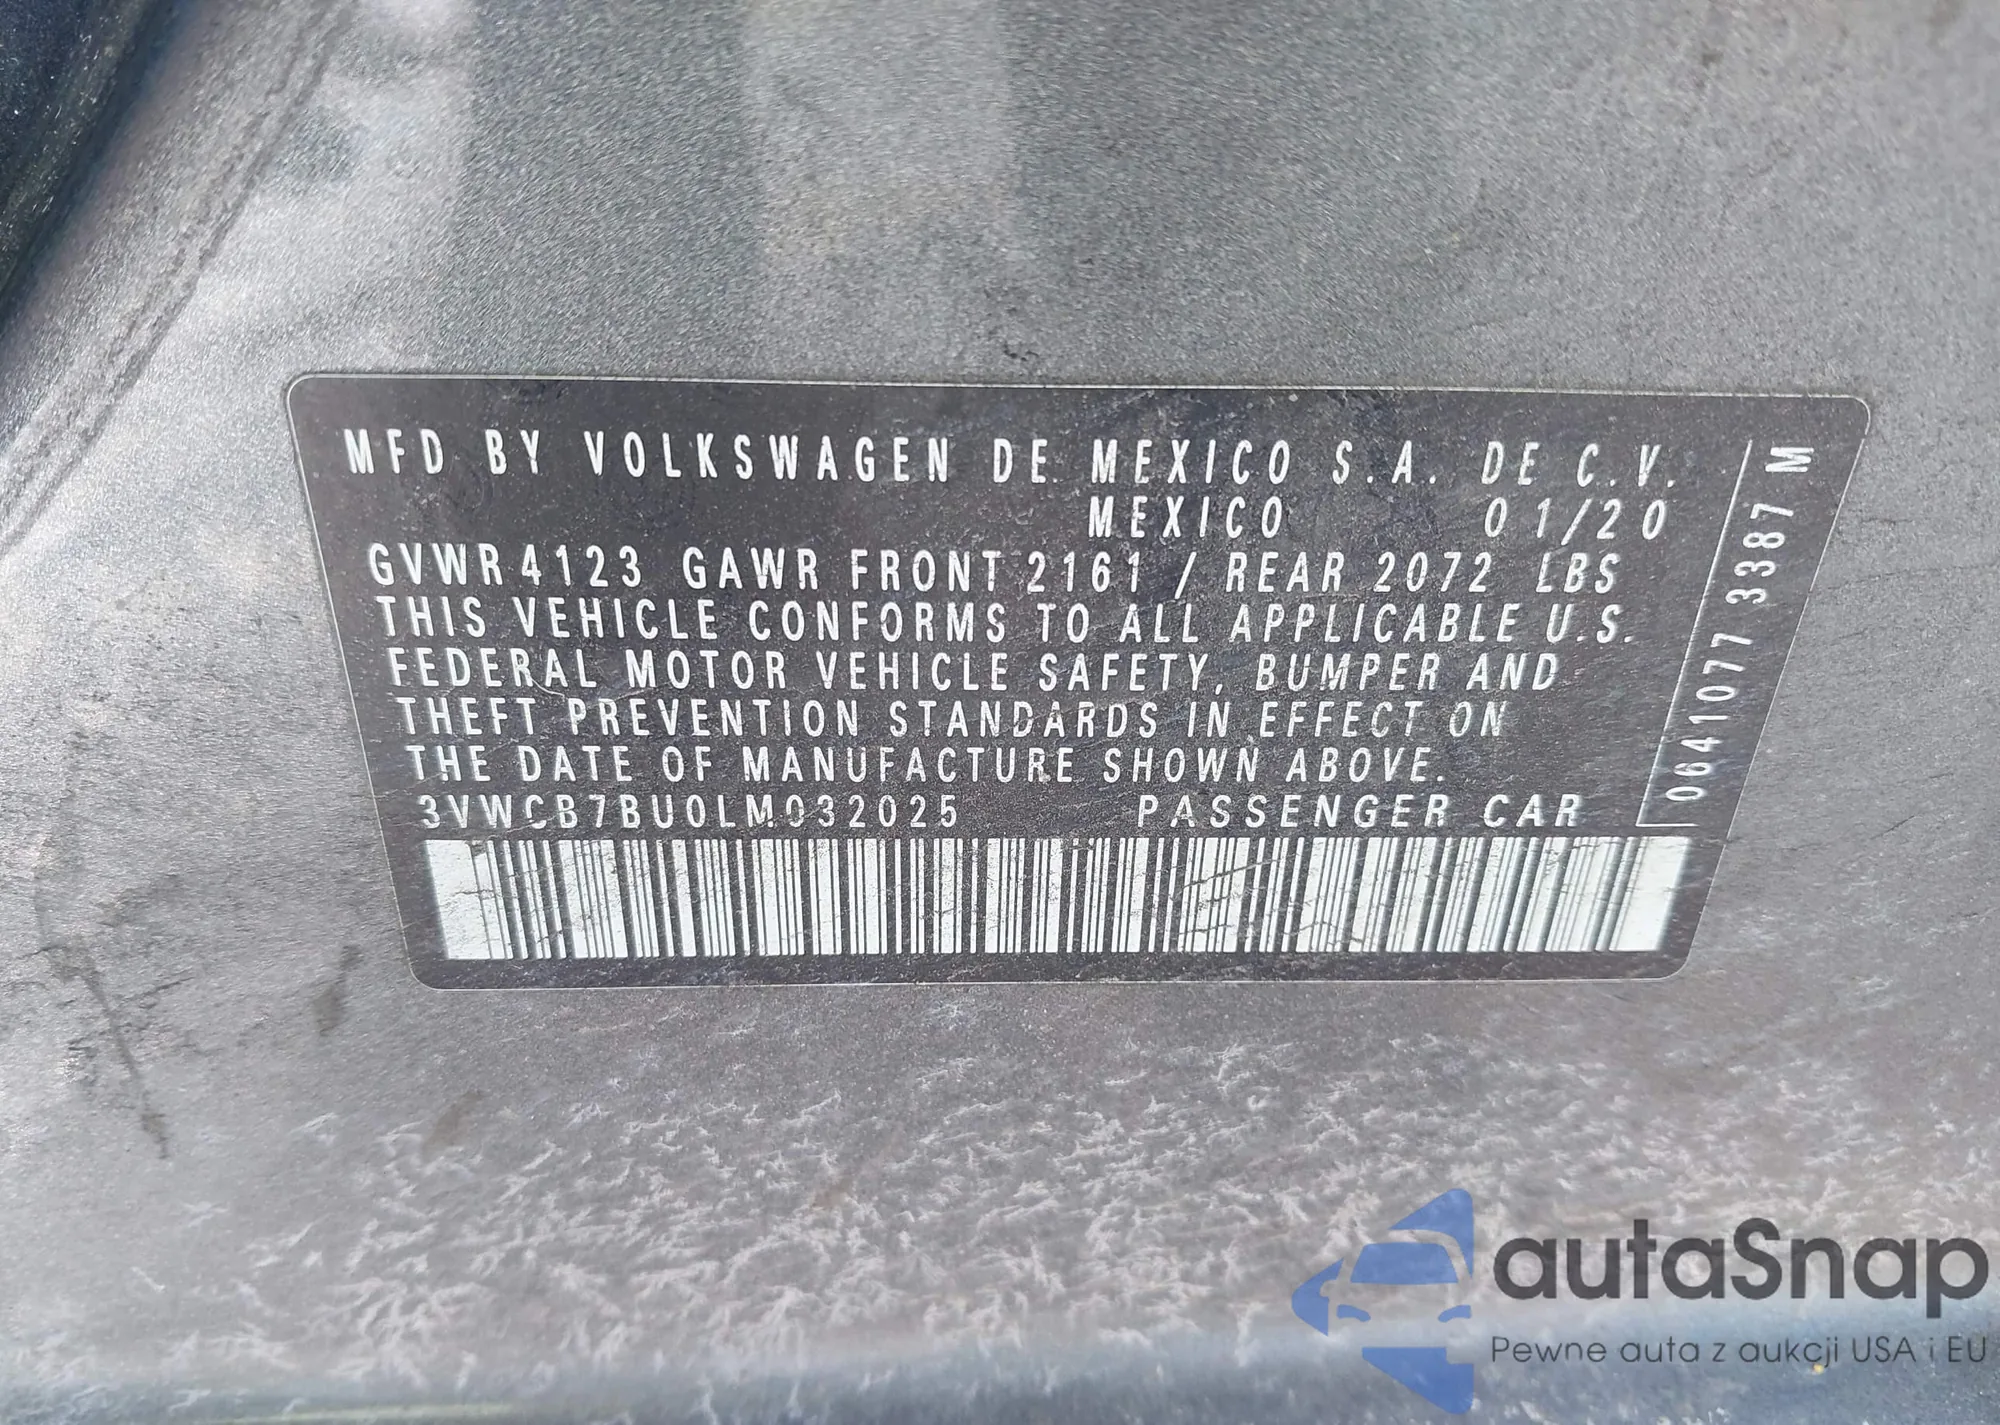 MFD BY VOLKSWAGEN DE MEXICO S.A. DE C.V.
MEXICO 01/20
GVWR 4123 GAWR FRONT 2161 / REAR 2072 LBS
THIS VEHICLE CONFORMS TO ALL APPLICABLE U.S.
FEDERAL MOTOR VEHICLE SAFETY, BUMPER AND
THEFT PREVENTION STANDARDS IN EFFECT ON
THE DATE OF MANUFACTURE SHOWN ABOVE.
3VWCB7BU0LM032025 PASSENGER CAR
0641077 3387 M
autaSnap
Pewne auta z aukcji USA i EU